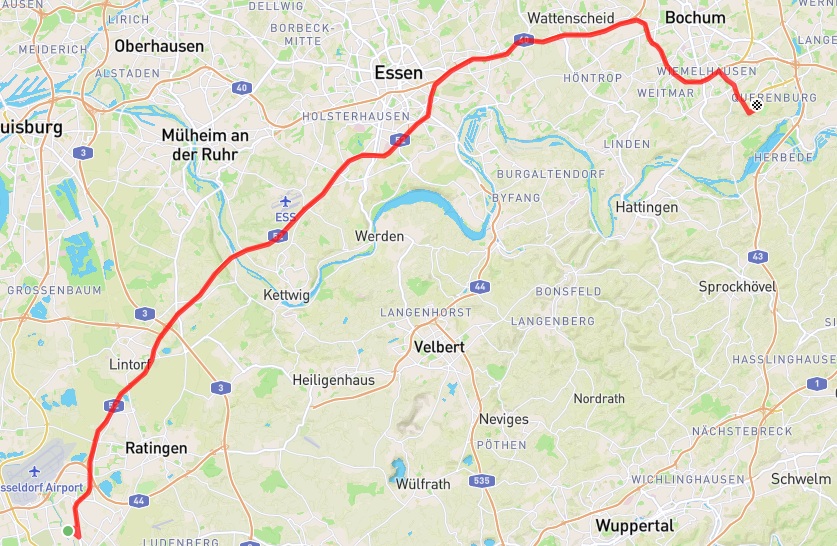 AUSEN
LIRICH
DELLWIG
Wattenscheid
Bochum
WERN
MEIDERICH
Oberhausen
BORBECK-
MITTE
LANGE
ALSTADEN
Essen
40
HÖNTROP
WIEMELHAUSEN
WEITMAR
QUERENBURG
uisburg
HOLSTERHAUSEN
Mülheim an
der Ruhr
3
LINDEN
HERBEDE
BURGALTENDORF
BYFANG
ESS
Hattingen
Werden
43
GROSSENBAUM
Kettwig
44
BONSFELD
Sprockhövel
3
LANGENHORST
LANGENBERG
Velbert
Lintorf
HASSLINGHAUSE
3
Heiligenhaus
1
Nordrath
Neviges
NÄCHSTEBRECK
Ratingen
PÖTHEN
sseldorf Airport
Wülfrath
535
WICHLINGHAUSEN
Schwelm
44
Wuppertal
LUDENBERG